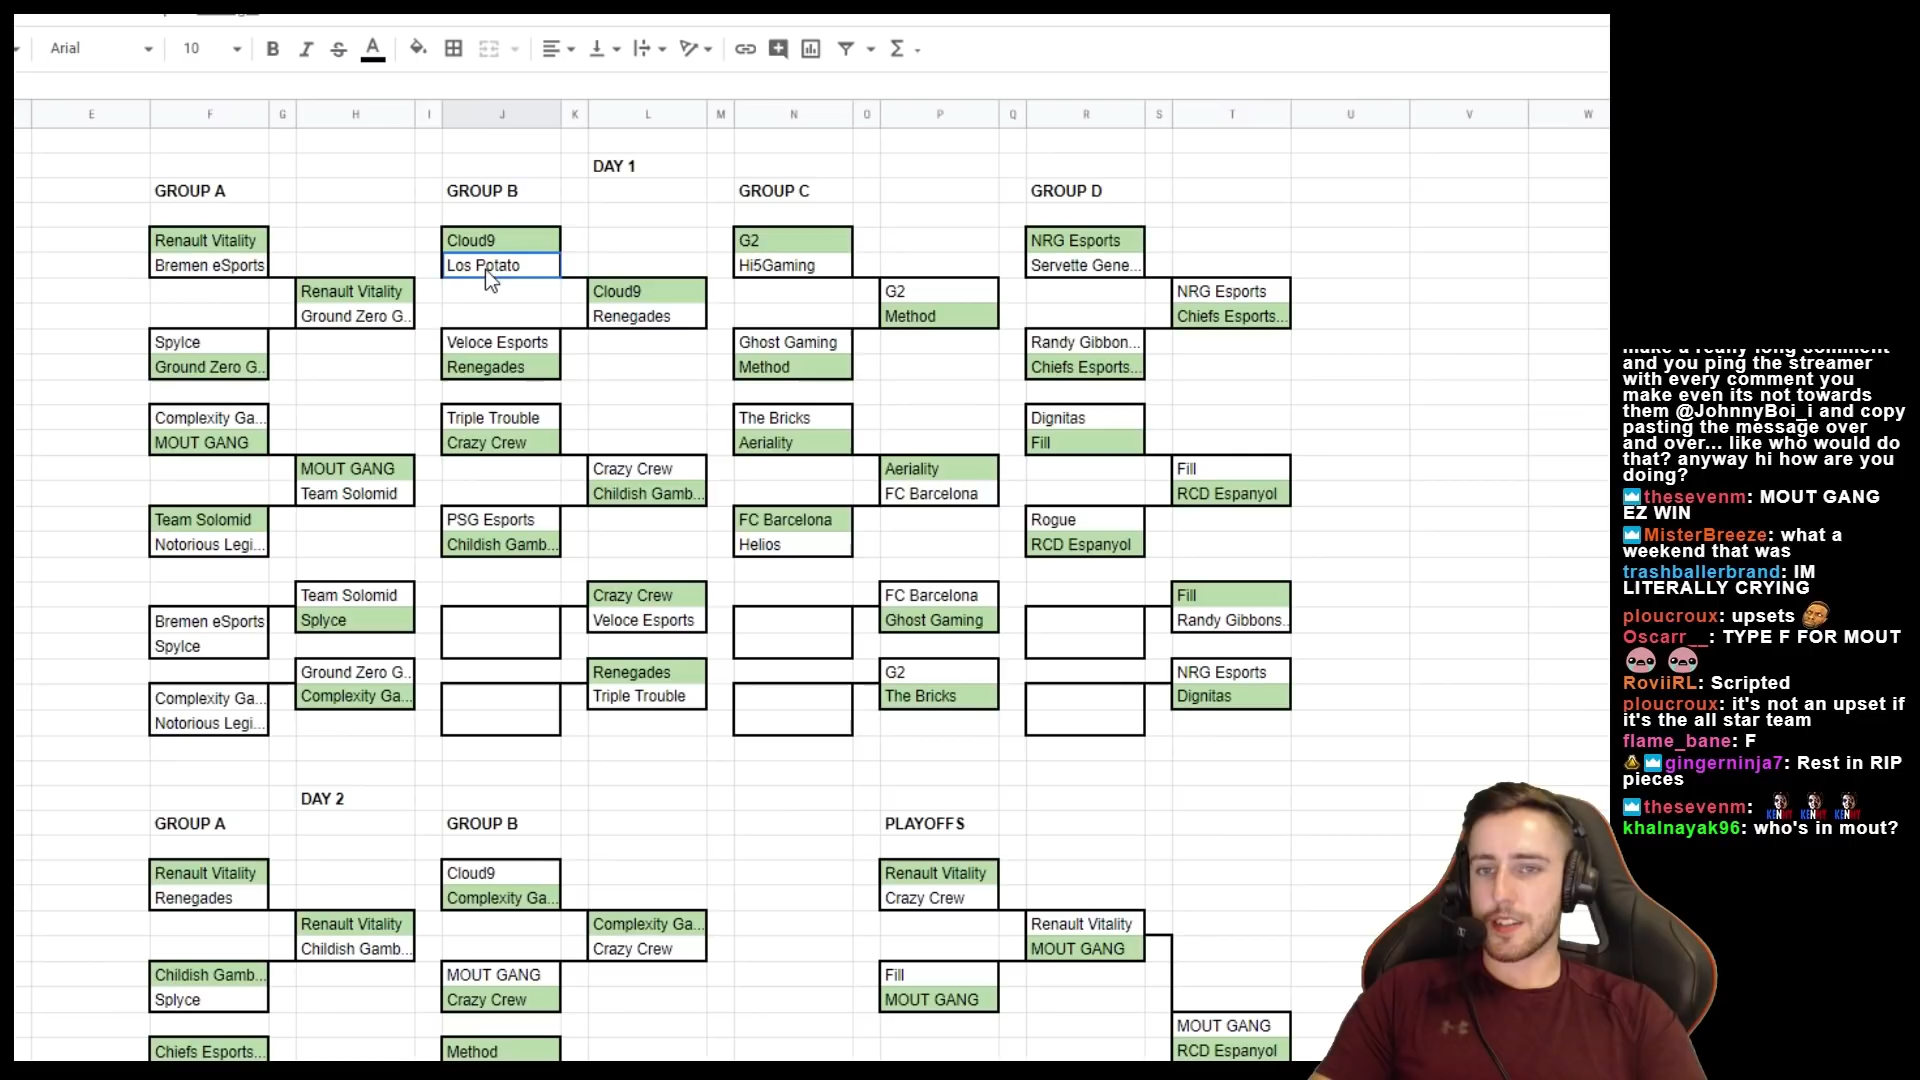 Arial
10
B I S A
E F G H I J K L M N O P Q R S T U V W
DAY 1
GROUP A GROUP B GROUP C GROUP D
Renault Vitality Cloud9 G2 NRG Esports
Bremen eSports Los Potato Hi5Gaming Servette Gene...
Renault Vitality Cloud9 G2 NRG Esports
Ground Zero G.. Renegades Method Chiefs Esports...
Spylce Veloce Esports Ghost Gaming Randy Gibbon...
Ground Zero G.. Renegades Method Chiefs Esports...
Complexity Ga... Triple Trouble The Bricks Dignitas
MOUT GANG Crazy Crew Aeriality Fill
MOUT GANG Crazy Crew Aeriality Fill
Team Solomid Childish Gamb... FC Barcelona RCD Espanyol
Team Solomid PSG Esports FC Barcelona Rogue
Notorious Legi... Childish Gamb... Helios RCD Espanyol
Team Solomid Crazy Crew FC Barcelona Fill
Bremen eSports Splyce Veloce Esports Ghost Gaming Randy Gibbons..
Spylce
Ground Zero G.. Renegades G2 NRG Esports
Complexity Ga... Complexity Ga... Triple Trouble The Bricks Dignitas
Notorious Legi...
DAY 2
GROUP A GROUP B PLAYOFFS
Renault Vitality Cloud9 Renault Vitality
Renegades Complexity Ga... Crazy Crew
Renault Vitality Complexity Ga... Renault Vitality
Childish Gamb... Crazy Crew MOUT GANG
Childish Gamb... MOUT GANG Fill
Splyce Crazy Crew MOUT GANG
MOUT GANG
Chiefs Esports... Method RCD Espanyol
make a really long comment
and you ping the streamer
with every comment you
make even its not towards
them @JohnnyBoi_i and copy
pasting the message over
and over... like who would do
that? anyway hi how are you
doing?
thesevenm: MOUT GANG
EZ WIN
MisterBreeze: what a
weekend that was
trashballerbrand: IM
LITERALLY CRYING
ploucroux: upsets
Oscarr__: TYPE F FOR MOUT
RoviiRL: Scripted
ploucroux: it's not an upset if
it's the all star team
flame_bane: F
gingerninja7: Rest in RIP
pieces
thesevenm:
KENNY KENNY KENNY
khalnayak96: who's in mout?